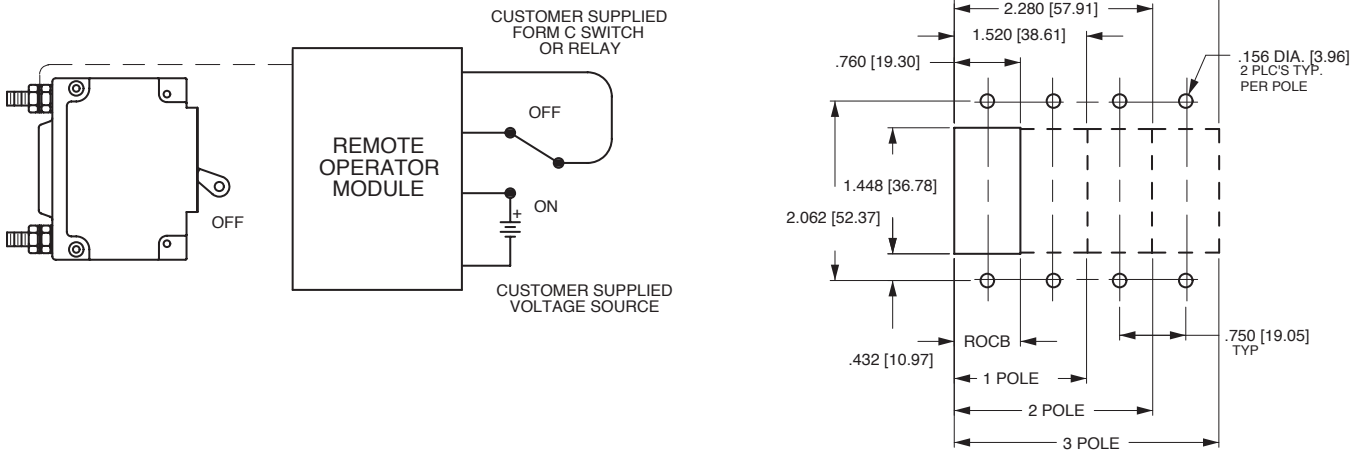 CUSTOMER SUPPLIED
FORM C SWITCH
OR RELAY
OFF
REMOTE
OPERATOR
MODULE
OFF
ON
+
CUSTOMER SUPPLIED
VOLTAGE SOURCE
2.280 [57.91]
1.520 [38.61]
.760 [19.30]
.156 DIA. [3.96]
2 PLC'S TYP.
PER POLE
1.448 [36.78]
2.062 [52.37]
.432 [10.97]
ROCB
.750 [19.05]
TYP
1 POLE
2 POLE
3 POLE